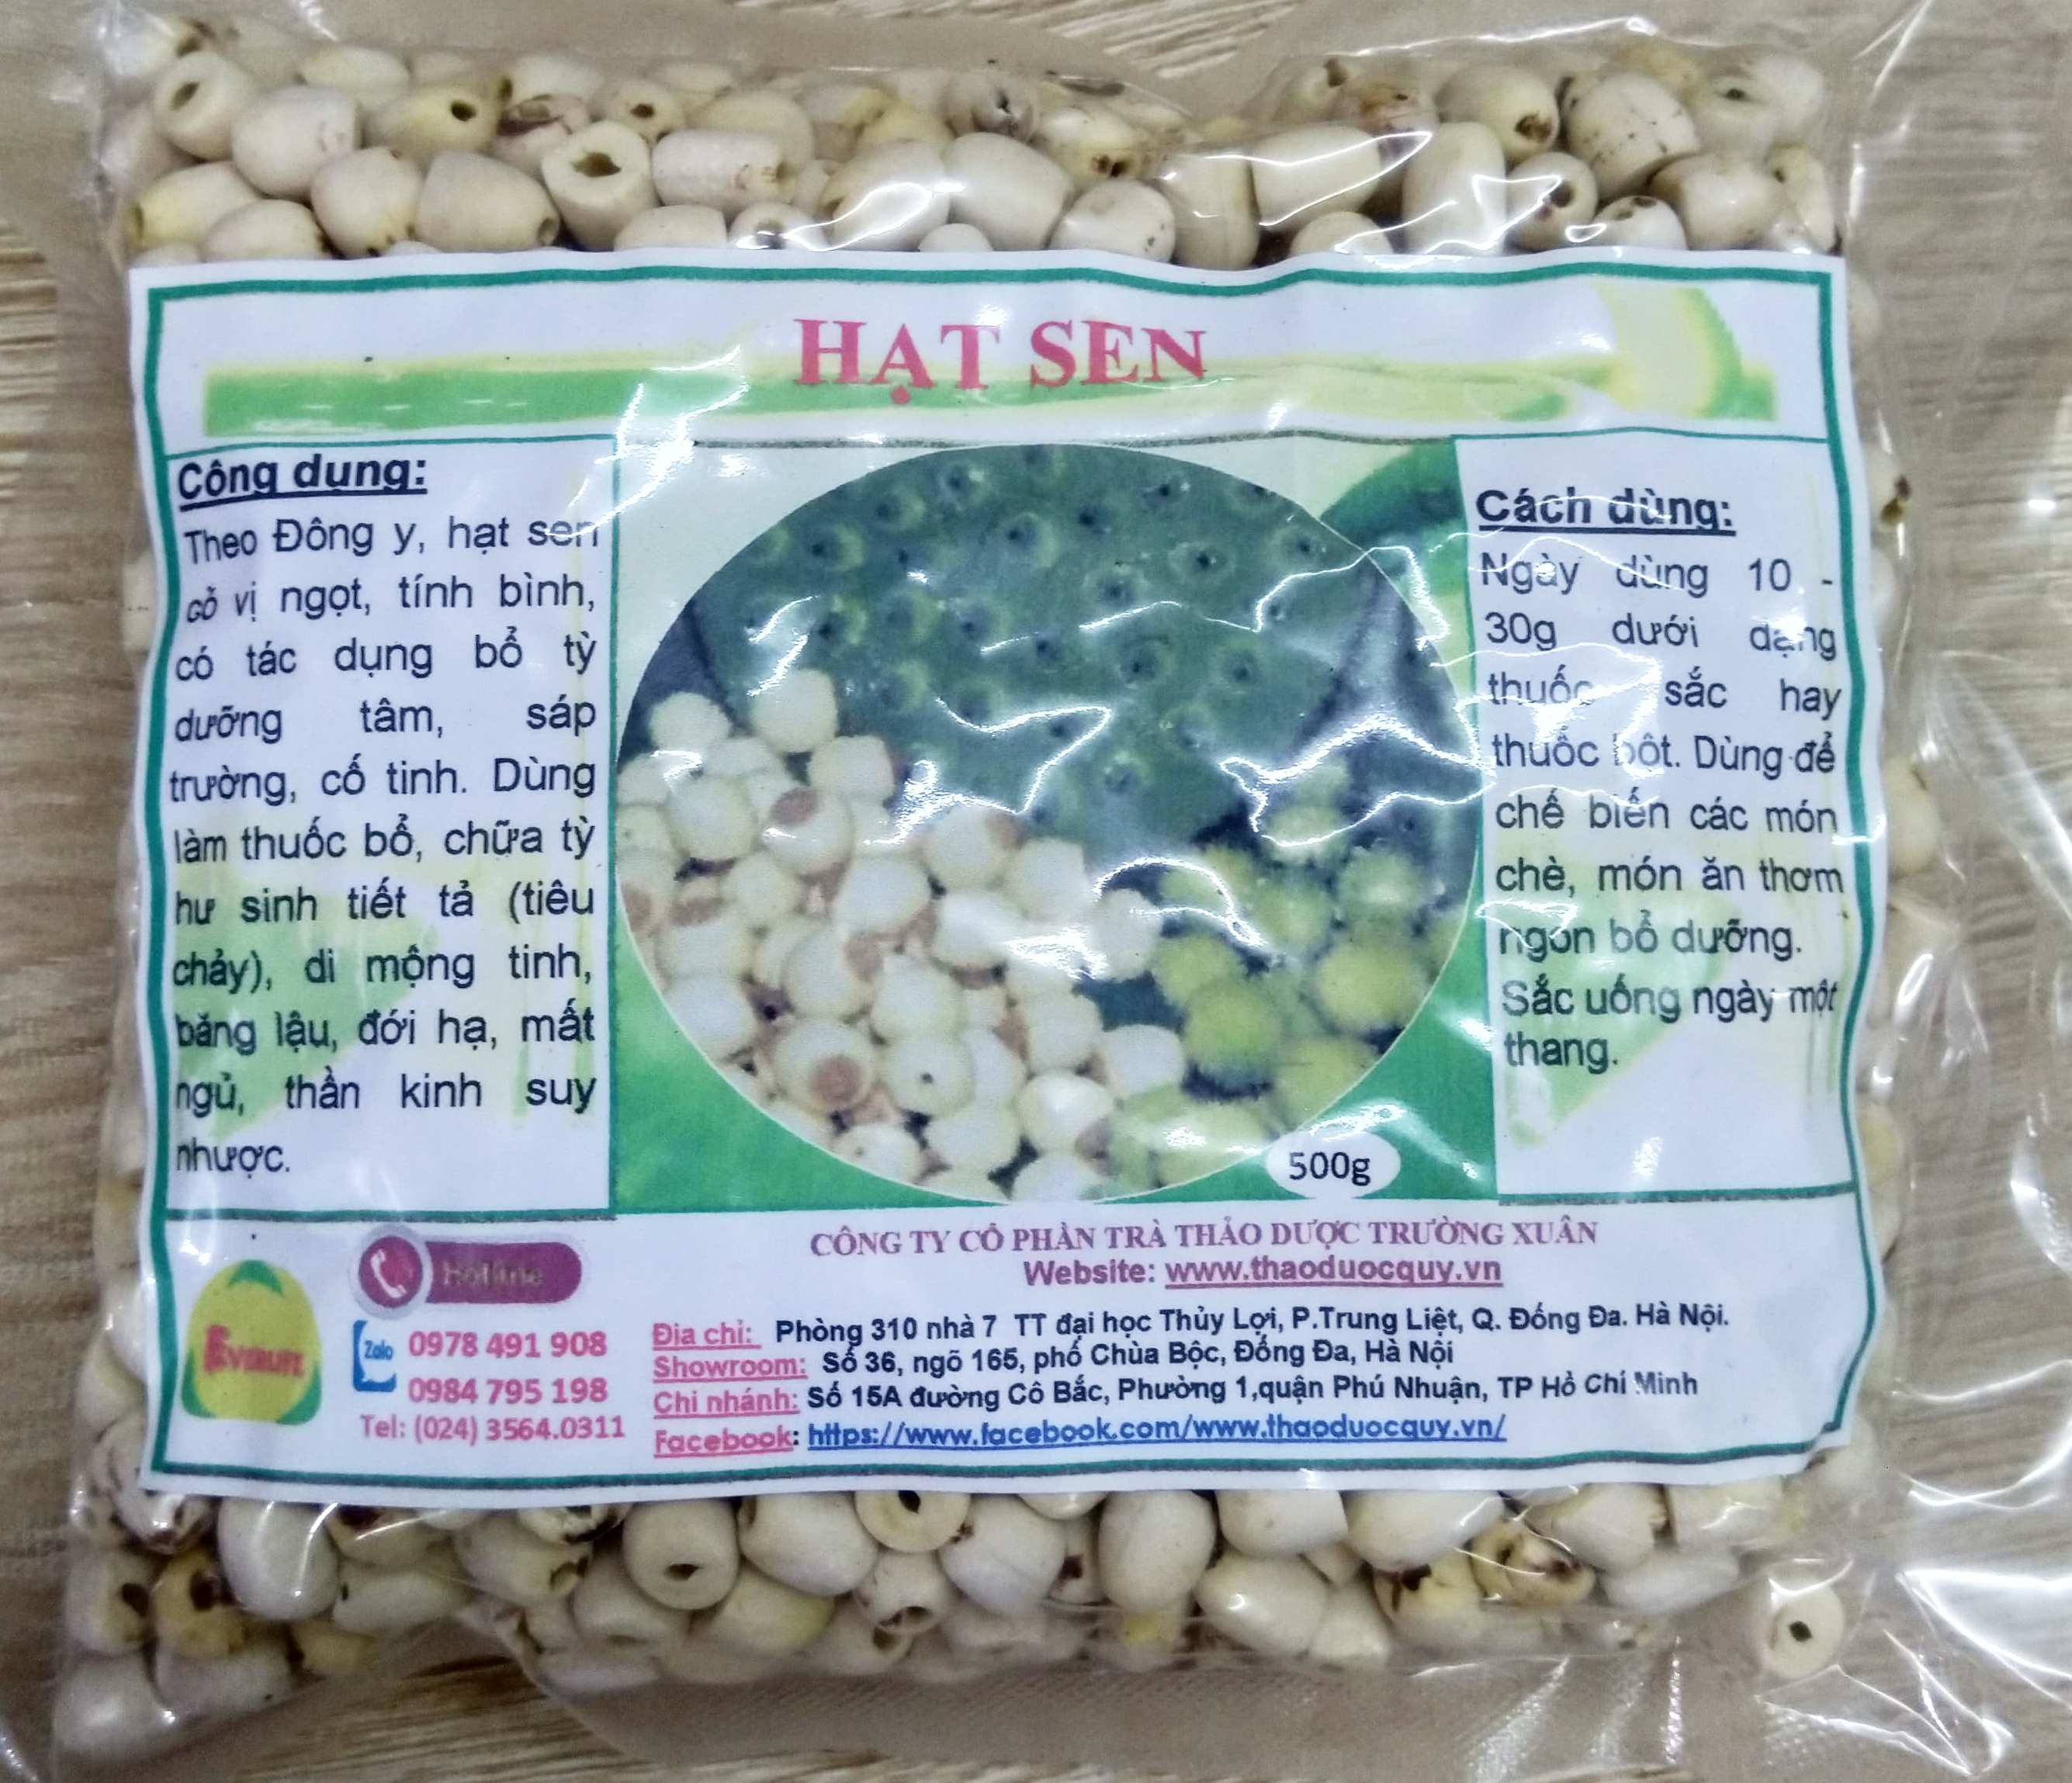 HẠT SEN
Công dụng:
Theo Đông y, hạt sen
có vị ngọt, tính bình,
có tác dụng bổ tỳ
dưỡng tâm, sáp
trường, cố tinh. Dùng
làm thuốc bổ, chữa tỳ
hư sinh tiết tả (tiêu
chảy), di mộng tinh,
băng lậu, đới hạ, mất
ngủ, thần kinh suy
nhược.
Cách dùng:
Ngày dùng 10 -
30g dưới dạng
thuốc sắc hay
thuốc bột. Dùng để
chế biến các món
chè, món ăn thơm
ngon bổ dưỡng.
Sắc uống ngày một
thang.
500g
CÔNG TY CỔ PHẦN TRÀ THẢO DƯỢC TRƯỜNG XUÂN
Website: www.thaoduocquy.vn
Hotline
Zalo 0978 491 908
0984 795 198
Tel: (024) 3564.0311
Địa chỉ: Phòng 310 nhà 7 TT đại học Thủy Lợi, P.Trung Liệt, Q. Đống Đa. Hà Nội.
Showroom: Số 36, ngõ 165, phố Chùa Bộc, Đống Đa, Hà Nội
Chi nhánh: Số 15A đường Cô Bắc, Phường 1,quận Phú Nhuận, TP Hồ Chí Minh
Facebook: https://www.facebook.com/www.thaoduocquy.vn/